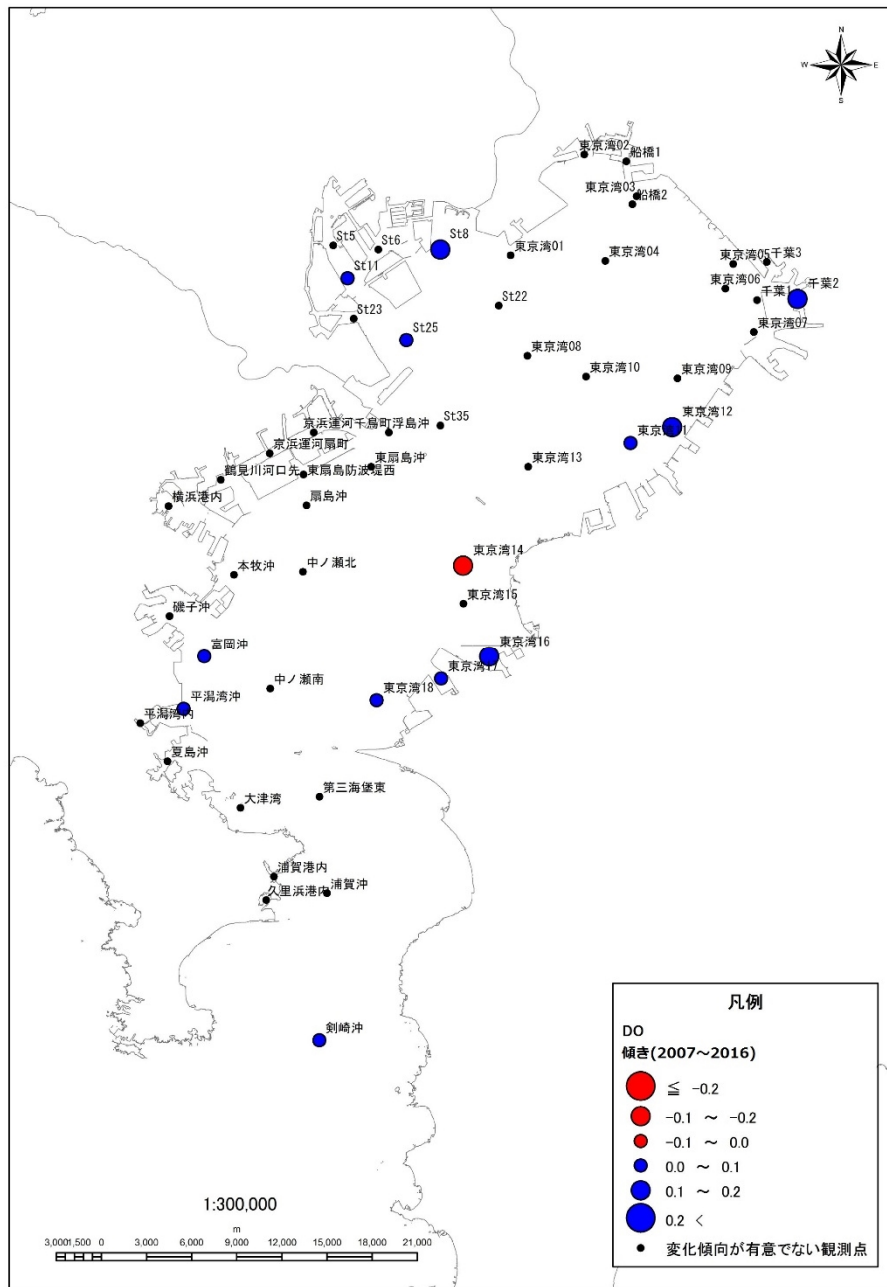 N
W
E
S
東京湾02
船橋1
東京湾03
船橋2
St5
St6
St8
東京湾01
東京湾04
東京湾05
千葉3
St11
東京湾06
千葉1
千葉2
St23
St22
東京湾07
St25
東京湾08
東京湾10
東京湾09
京浜運河千鳥町
浮島沖
St35
東京湾12
東京湾11
京浜運河扇町
鶴見川河口先
東扇島防波堤西
東扇島沖
東京湾13
横浜港内
扇島沖
本牧沖
中ノ瀬北
東京湾14
東京湾15
磯子沖
富岡沖
東京湾16
東京湾17
中ノ瀬南
東京湾18
平潟湾沖
平潟湾内
夏島沖
大津湾
第三海堡東
浦賀港内
浦賀沖
久里浜港内
剣崎沖
凡例
DO
傾き(2007～2016)
≦ -0.2
-0.1 ～ -0.2
-0.1 ～ 0.0
0.0 ～ 0.1
0.1 ～ 0.2
0.2 <
変化傾向が有意でない観測点
1:300,000
m
3,000 1,500 0 3,000 6,000 9,000 12,000 15,000 18,000 21,000